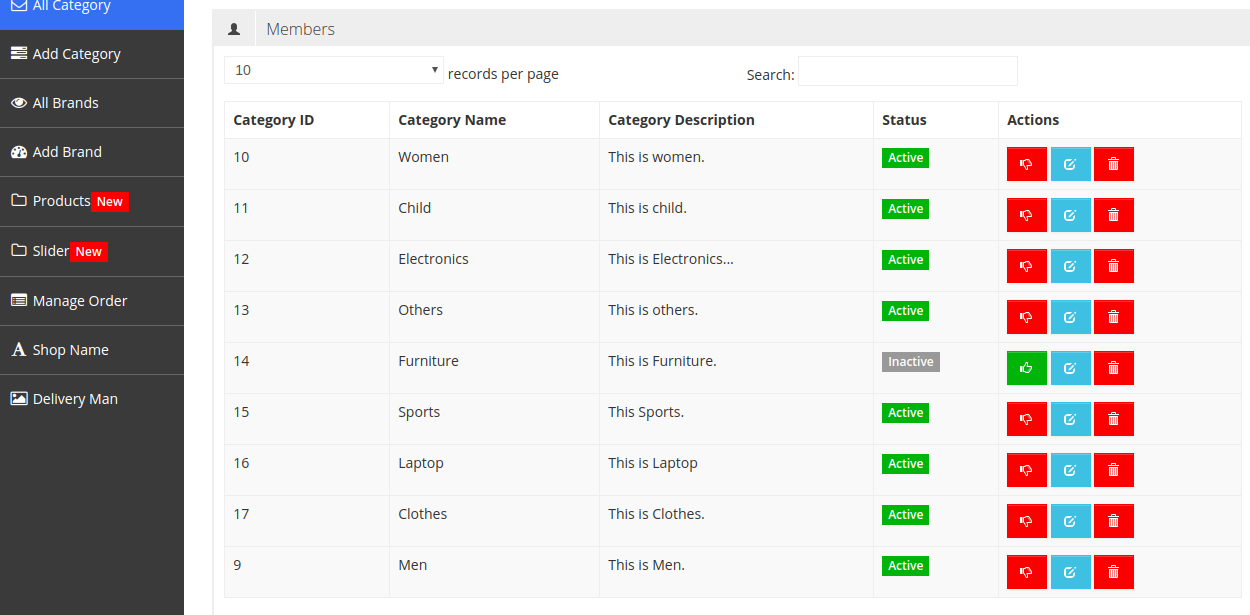 All Category
Add Category
All Brands
Add Brand
Products New
Slider New
Manage Order
Shop Name
Delivery Man
Members
10 records per page Search:
Category ID Category Name Category Description Status Actions
10 Women This is women. Active
11 Child This is child. Active
12 Electronics This is Electronics... Active
13 Others This is others. Active
14 Furniture This is Furniture. Inactive
15 Sports This Sports. Active
16 Laptop This is Laptop Active
17 Clothes This is Clothes. Active
9 Men This is Men. Active